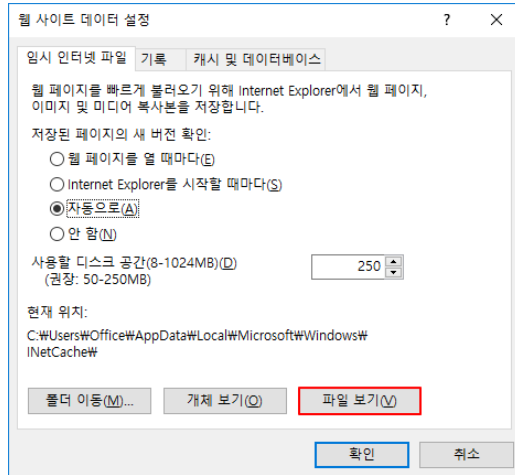 웹 사이트 데이터 설정 ? ×
임시 인터넷 파일 기록 캐시 및 데이터베이스
웹 페이지를 빠르게 불러오기 위해 Internet Explorer에서 웹 페이지,
이미지 및 미디어 복사본을 저장합니다.
저장된 페이지의 새 버전 확인:
웹 페이지를 열 때마다(E)
Internet Explorer를 시작할 때마다(S)
자동으로(A)
안 함(N)
사용할 디스크 공간(8-1024MB)(D) 250
(권장: 50-250MB)
현재 위치:
C:₩Users₩Office₩AppData₩Local₩Microsoft₩Windows₩
INetCache₩
폴더 이동(M)... 개체 보기(O) 파일 보기(V)
확인 취소